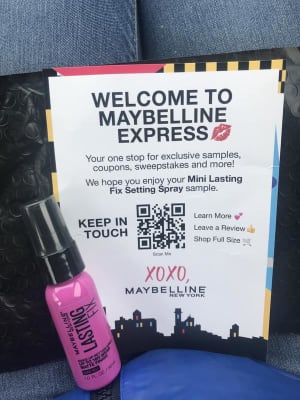 WELCOME TO
MAYBELLINE
EXPRESS
Your one stop for exclusive samples,
coupons, sweepstakes and more!
We hope you enjoy your Mini Lasting
Fix Setting Spray sample.
KEEP IN
TOUCH
Scan Me
Learn More
Leave a Review
Shop Full Size
XOXO,
MAYBELLINE
NEW YORK
MAYBELLINE
LASTING
FIX